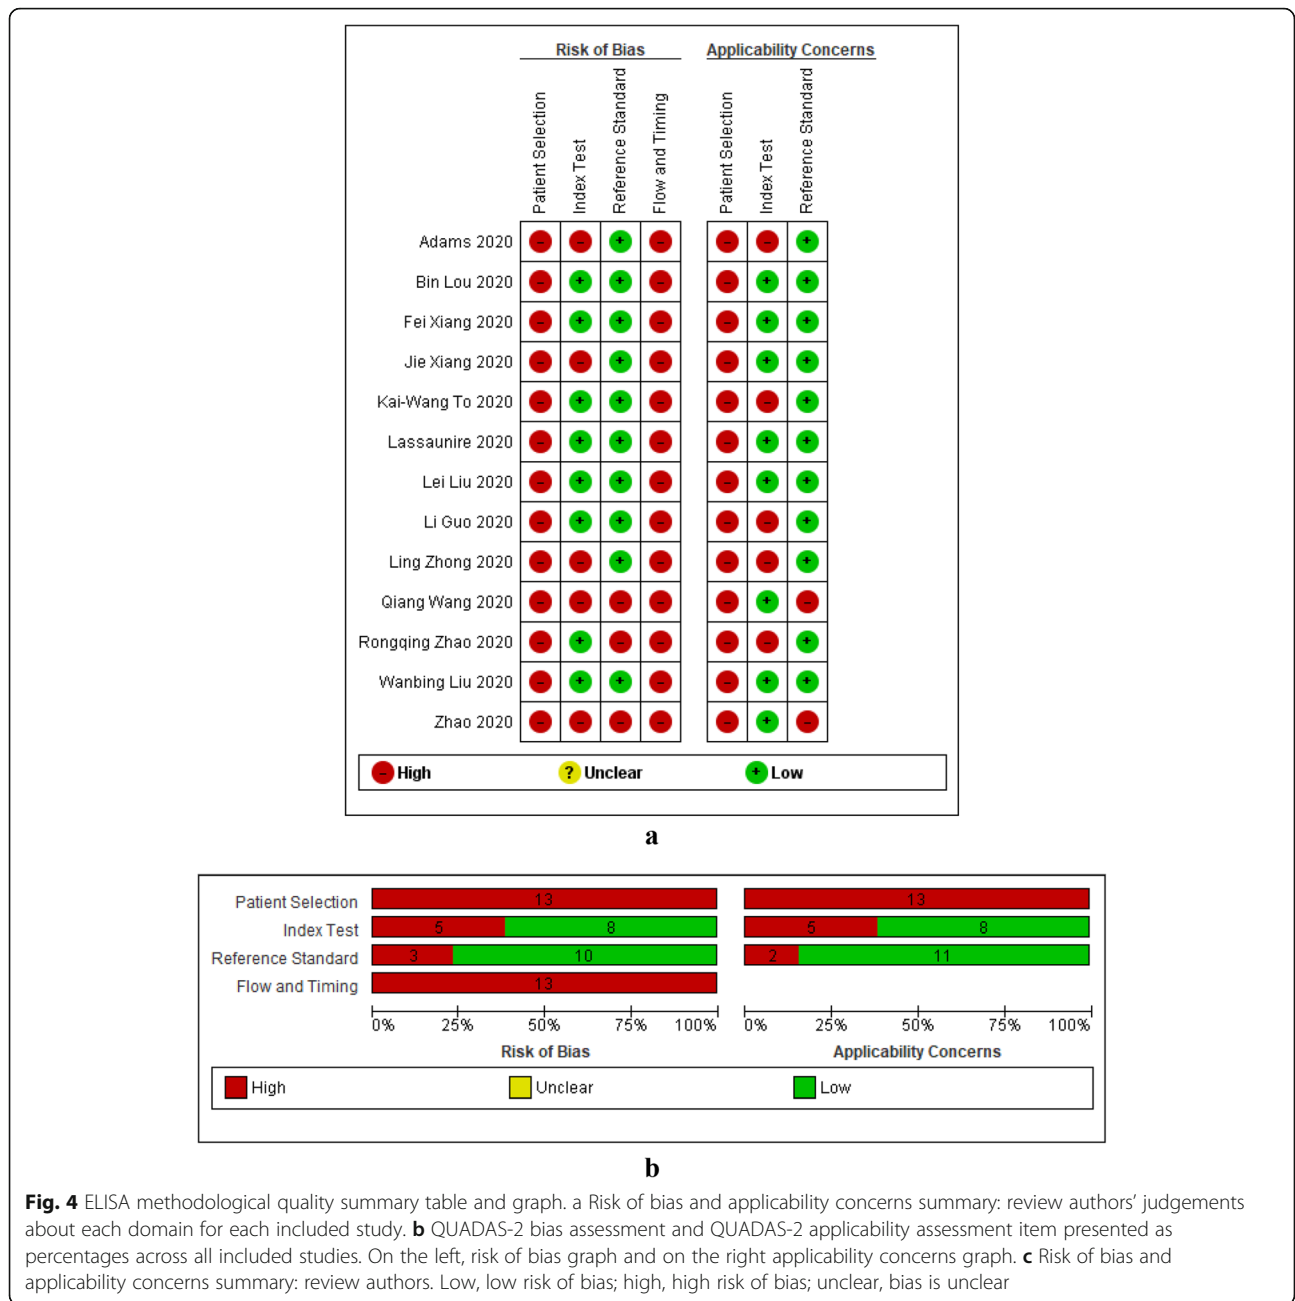 Risk of Bias Applicability Concerns
Patient Selection Index Test Reference Standard Flow and Timing Patient Selection Index Test Reference Standard
Adams 2020 - - + - - - +
Bin Lou 2020 - + + - - + +
Fei Xiang 2020 - + + - - + +
Jie Xiang 2020 - - + - - + +
Kai-Wang To 2020 - + + - - - +
Lassaunire 2020 - + + - - + +
Lei Liu 2020 - + + - - + +
Li Guo 2020 - + + - - - +
Ling Zhong 2020 - - + - - - +
Qiang Wang 2020 - - - - - + -
Rongqing Zhao 2020 - + - - - - +
Wanbing Liu 2020 - + + - - + +
Zhao 2020 - - - - - + -
- High ? Unclear + Low
a
Patient Selection 13 13
Index Test 5 8 5 8
Reference Standard 3 10 2 11
Flow and Timing 13
0% 25% 50% 75% 100% 0% 25% 50% 75% 100%
Risk of Bias Applicability Concerns
High Unclear Low
b
Fig. 4 ELISA methodological quality summary table and graph. a Risk of bias and applicability concerns summary: review authors' judgements
about each domain for each included study. b QUADAS-2 bias assessment and QUADAS-2 applicability assessment item presented as
percentages across all included studies. On the left, risk of bias graph and on the right applicability concerns graph. c Risk of bias and
applicability concerns summary: review authors. Low, low risk of bias; high, high risk of bias; unclear, bias is unclear